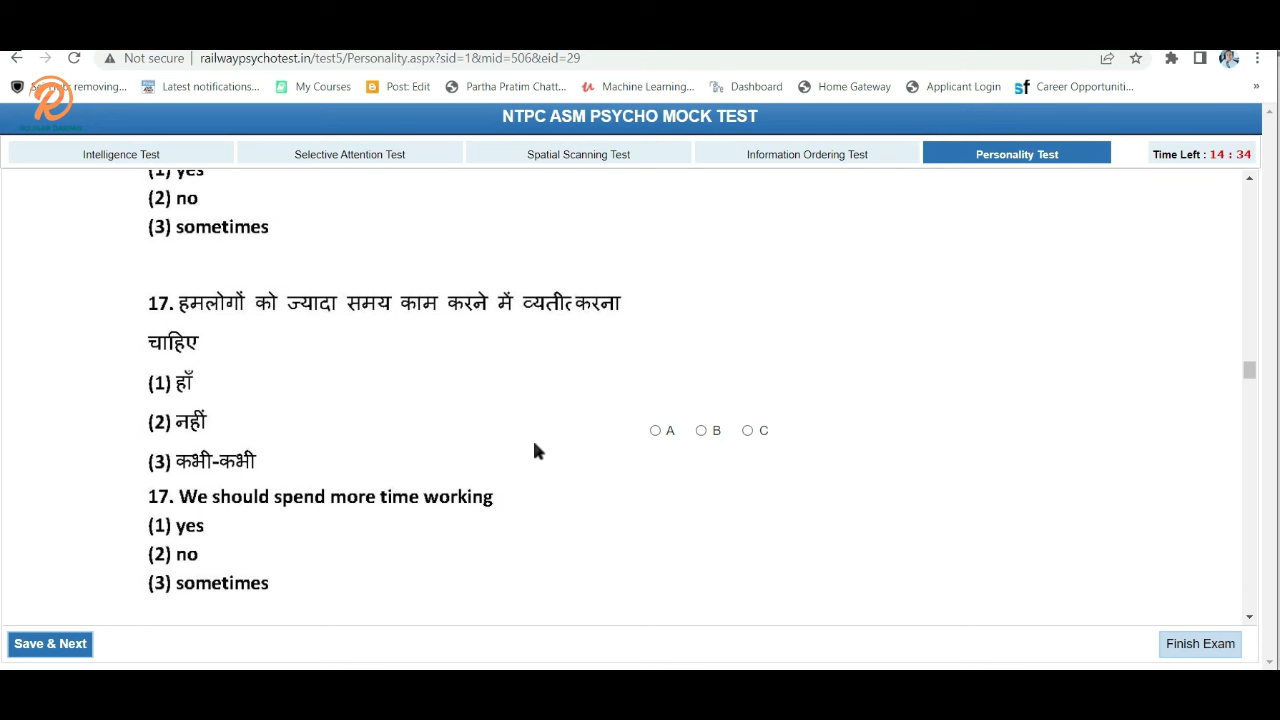 Not secure | railwaypsychotest.in/test5/Personality.aspx?sid=1&mid=506&eid=29
removing... Latest notifications... My Courses Post: Edit Partha Pratim Chatt... Machine Learning... Dashboard Home Gateway Applicant Login sf Career Opportuniti... »
NTPC ASM PSYCHO MOCK TEST
Intelligence Test Selective Attention Test Spatial Scanning Test Information Ordering Test Personality Test Time Left : 14 : 34
(1) yes
(2) no
(3) sometimes
17. हमलोगों को ज्यादा समय काम करने में व्यतीत करना
चाहिए
(1) हाँ
(2) नहीं
A B C
(3) कभी-कभी
17. We should spend more time working
(1) yes
(2) no
(3) sometimes
Save & Next Finish Exam